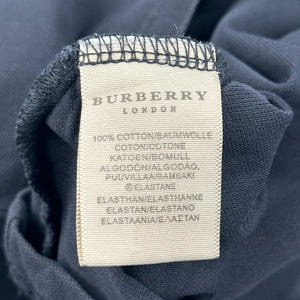 BURBERRY
LONDON
100% COTTON/BAUMWOLLE
COTON/COTONE
KATOEN/BOMULL
ALGODÓN/ALGODÃO
PUUVILLAA/BAMBAKI
@ELASTANE
ELASTHAN/ELASTHANNE
ELASTAN/ELASTANO
ELASTAANIA/ΕΛΑΣΤΑΝ